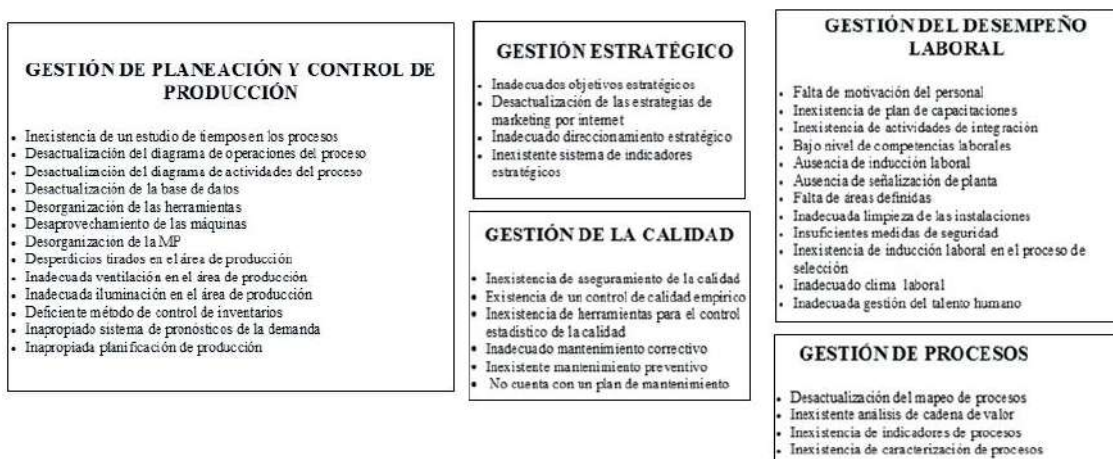 GESTIÓN DE PLANEACIÓN Y CONTROL DE
PRODUCCIÓN
• Inexistencia de un estudio de tiempos en los procesos
• Desactualización del diagrama de operaciones del proceso
• Desactualización del diagrama de actividades del proceso
• Desactualización de la base de datos
• Desorganización de las herramientas
• Desaprovechamiento de las máquinas
• Desorganización de la MP
• Desperdicios tirados en el área de producción
• Inadecuada ventilación en el área de producción
• Inadecuada iluminación en el área de producción
• Deficiente método de control de inventarios
• Inapropiado sistema de pronósticos de la demanda
• Inapropiada planificación de producción
GESTIÓN ESTRATÉGICO
• Inadecuados objetivos estratégicos
• Desactualización de las estrategias de
marketing por internet
• Inadecuado direccionamiento estratégico
• Inexistente sistema de indicadores
estratégicos
GESTIÓN DE LA CALIDAD
• Inexistencia de aseguramiento de la calidad
• Existencia de un control de calidad empírico
• Inexistencia de herramientas para el control
estadístico de la calidad
• Inadecuado mantenimiento correctivo
• Inexistente mantenimiento preventivo
• No cuenta con un plan de mantenimiento
GESTIÓN DEL DESEMPEÑO
LABORAL
• Falta de motivación del personal
• Inexistencia de plan de capacitaciones
• Inexistencia de actividades de integración
• Bajo nivel de competencias laborales
• Ausencia de inducción laboral
• Ausencia de señalización de planta
• Falta de áreas definidas
• Inadecuada limpieza de las instalaciones
• Insuficientes medidas de seguridad
• Inexistencia de inducción laboral en el proceso de
selección
• Inadecuado clima laboral
• Inadecuada gestión del talento humano
GESTIÓN DE PROCESOS
• Desactualización del mapeo de procesos
• Inexistente análisis de cadena de valor
• Inexistencia de indicadores de procesos
• Inexistencia de caracterización de procesos